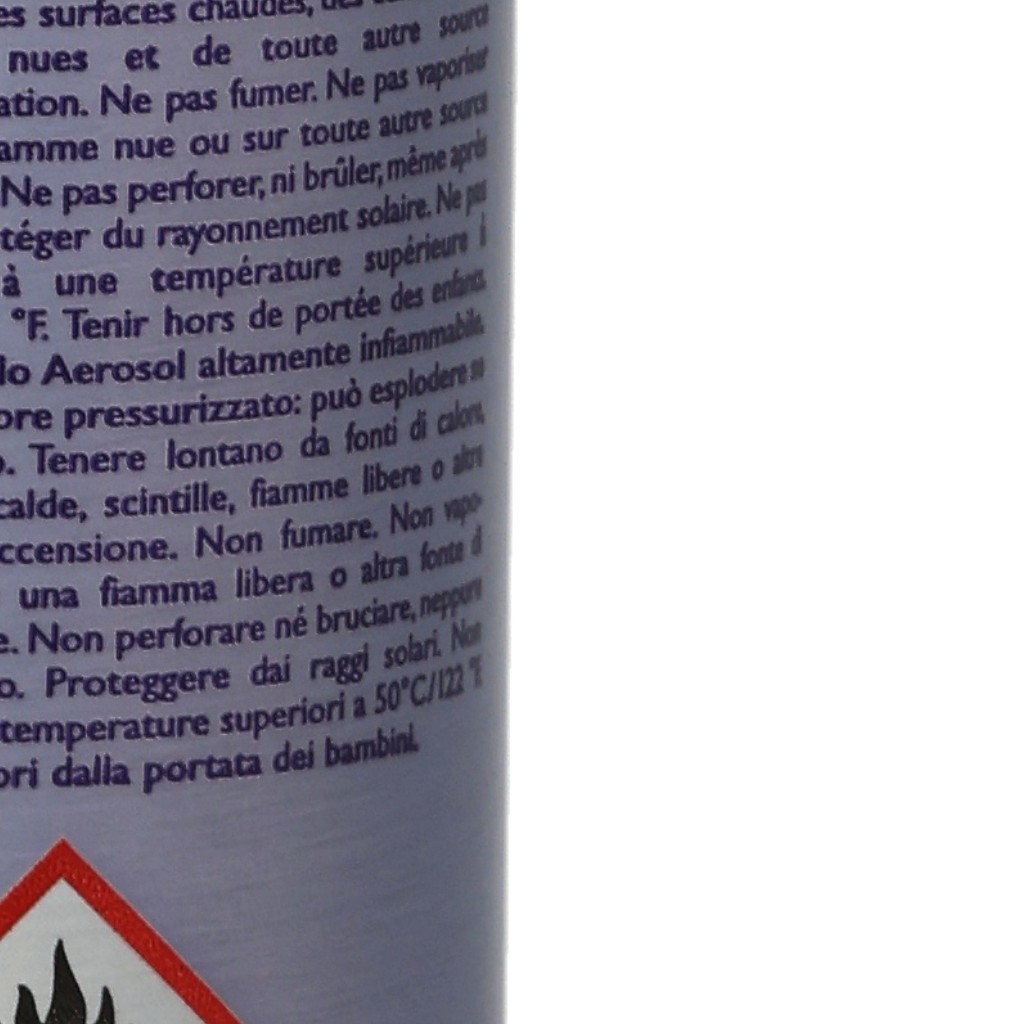 es surfaces chaudes, des
nues et de toute autre source
ation. Ne pas fumer. Ne pas vaporiser
amme nue ou sur toute autre source
Ne pas perforer, ni brûler, même après
téger du rayonnement solaire. Ne pas
à une température supérieure à
°F. Tenir hors de portée des enfants.
lo Aerosol altamente infiammabile.
ore pressurizzato: può esplodere se
o. Tenere lontano da fonti di calore,
calde, scintille, fiamme libere o altre
ccensione. Non fumare. Non vapo-
una fiamma libera o altra fonte di
e. Non perforare né bruciare, neppure
o. Proteggere dai raggi solari. Non
temperature superiori a 50°C/122 °F.
ori dalla portata dei bambini.